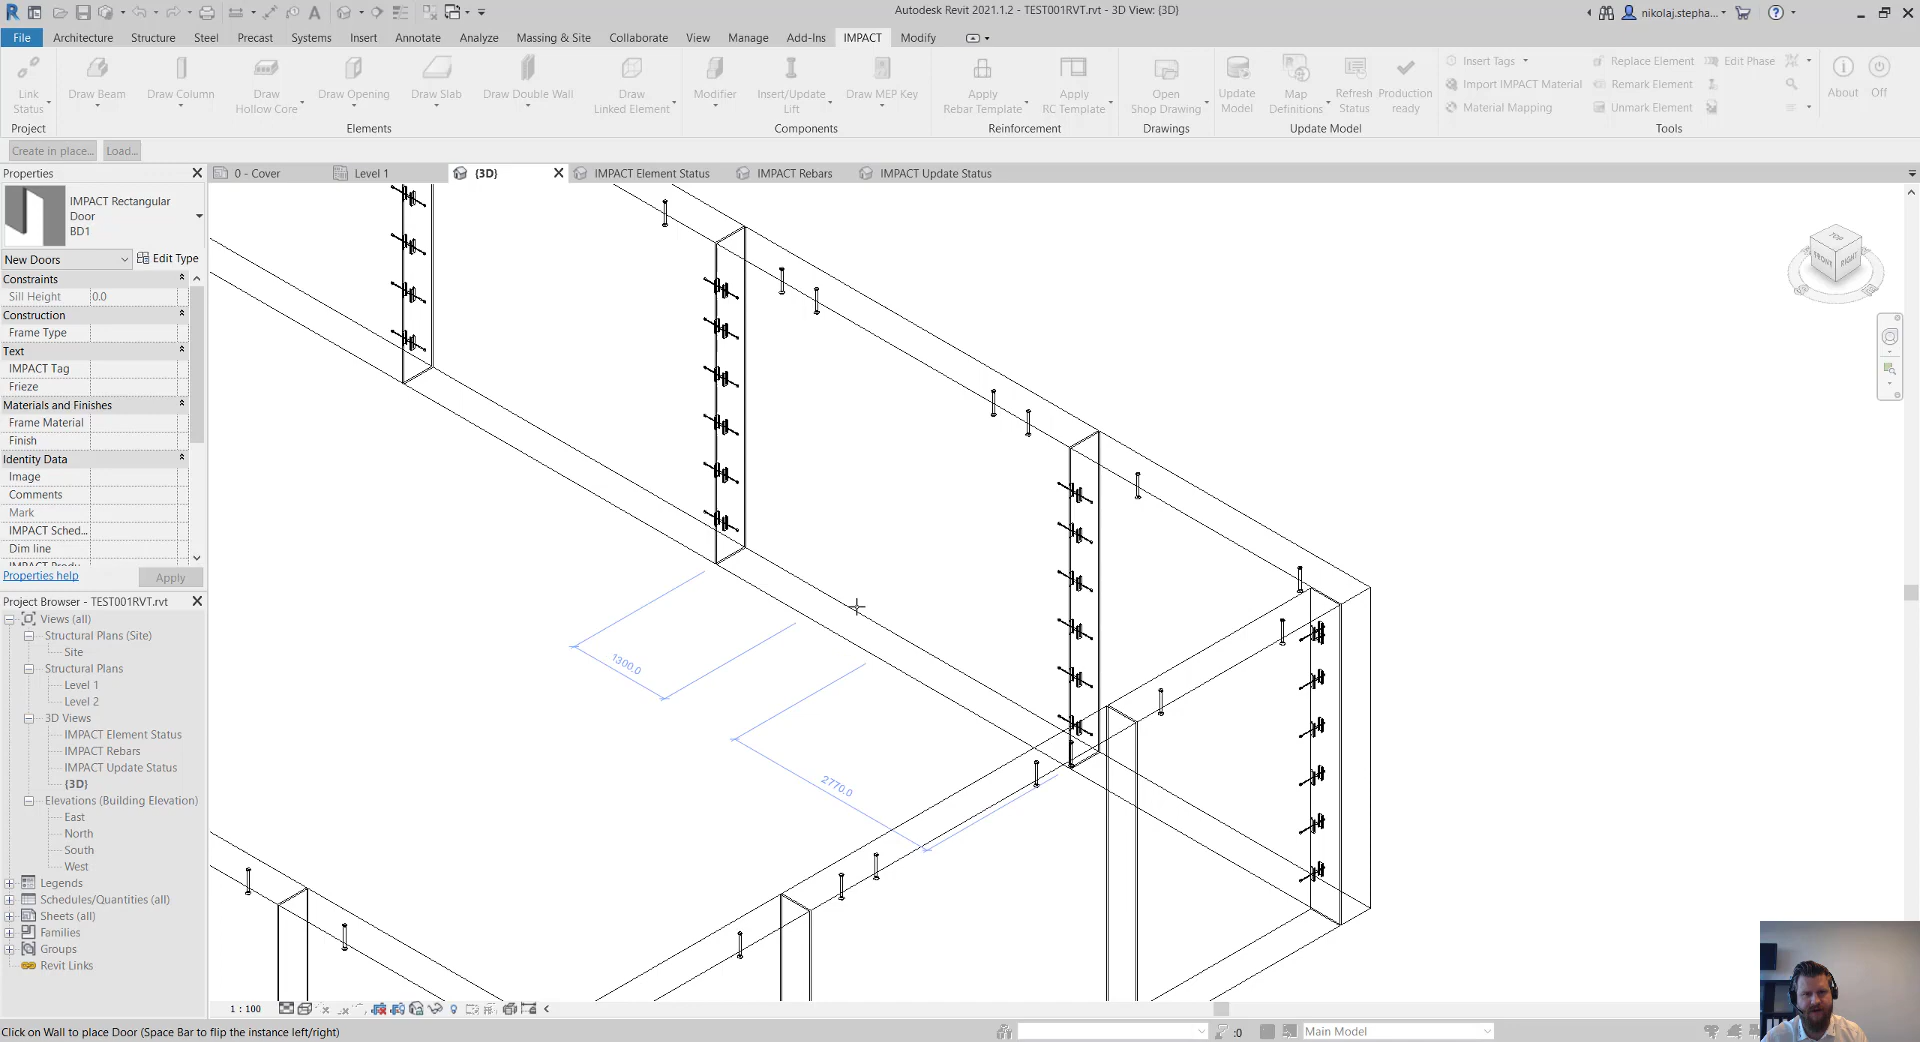 Autodesk Revit 2021.1.2 - TEST001RVT.rvt - 3D View: {3D}
nikolaj.stepha...
File Architecture Structure Steel Precast Systems Insert Annotate Analyze Massing & Site Collaborate View Manage Add-Ins IMPACT Modify
Link Status
Draw Beam
Draw Column
Draw Hollow Core
Draw Opening
Draw Slab
Draw Double Wall
Draw Linked Element
Modifier
Insert/Update Lift
Draw MEP Key
Apply Rebar Template
Apply RC Template
Open Shop Drawing
Update Model
Map Definitions
Refresh Status
Production ready
Insert Tags
Import IMPACT Material
Material Mapping
Replace Element
Remark Element
Unmark Element
Edit Phase
About
Off
Project Elements Components Reinforcement Drawings Update Model Tools
Create in place... Load...
Properties
0 - Cover Level 1 {3D} IMPACT Element Status IMPACT Rebars IMPACT Update Status
IMPACT Rectangular
Door
BD1
New Doors Edit Type
Constraints
Sill Height 0.0
Construction
Frame Type
Text
IMPACT Tag
Frieze
Materials and Finishes
Frame Material
Finish
Identity Data
Image
Comments
Mark
IMPACT Sched...
Dim line
Properties help Apply
Project Browser - TEST001RVT.rvt
Views (all)
Structural Plans (Site)
Site
Structural Plans
Level 1
Level 2
3D Views
IMPACT Element Status
IMPACT Rebars
IMPACT Update Status
{3D}
Elevations (Building Elevation)
East
North
South
West
Legends
Schedules/Quantities (all)
Sheets (all)
Families
Groups
Revit Links
1300.0
2770.0
TOP
FRONT RIGHT
1 : 100
Click on Wall to place Door (Space Bar to flip the instance left/right)
:0
Main Model